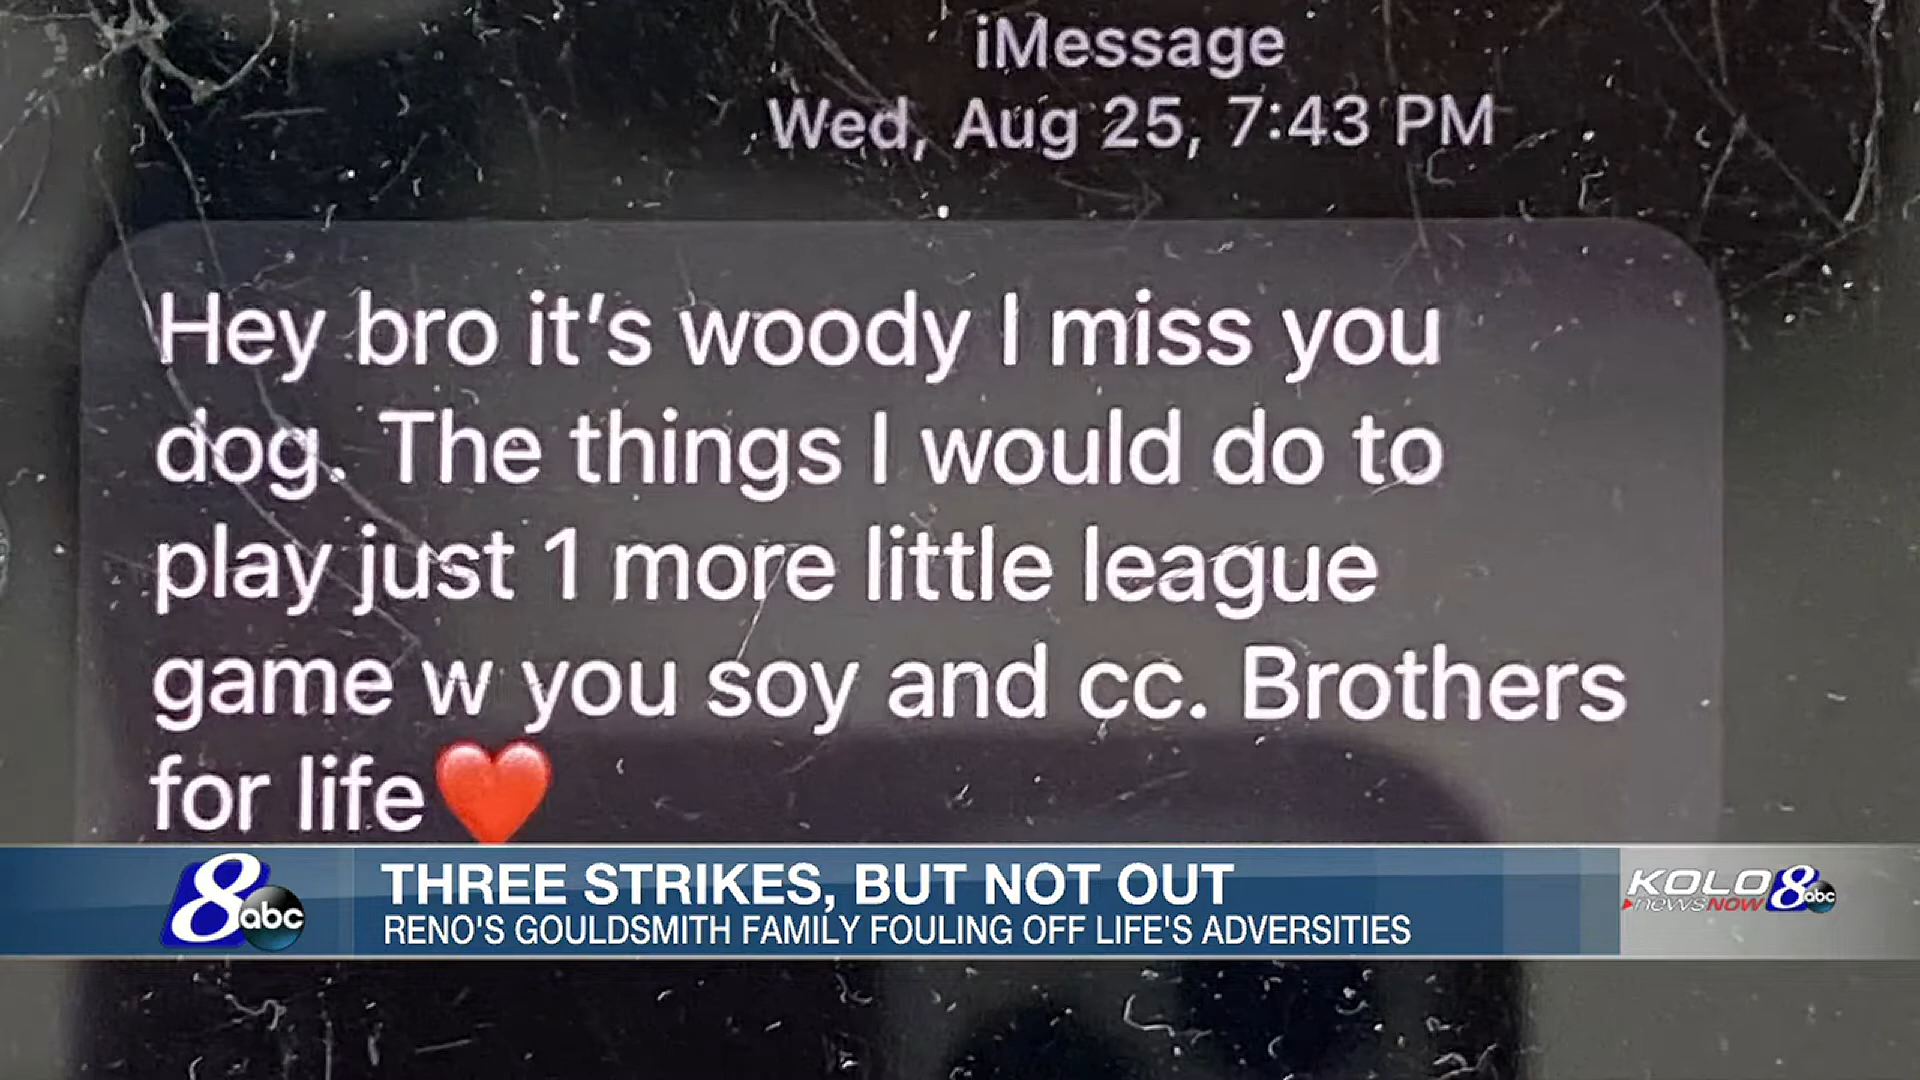 iMessage
Wed, Aug 25, 7:43 PM
Hey bro it's woody I miss you
dog. The things I would do to
play just 1 more little league
game w you soy and cc. Brothers
for life❤️
8abc
THREE STRIKES, BUT NOT OUT
RENO'S GOULDSMITH FAMILY FOULING OFF LIFE'S ADVERSITIES
KOLO 8 abc
news NOW